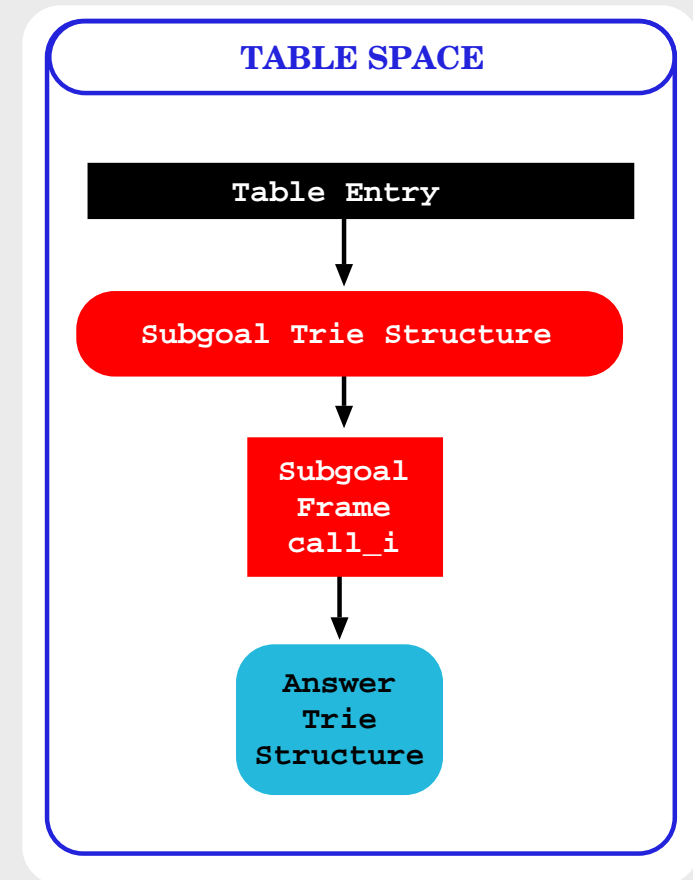 TABLE SPACE
Table Entry
Subgoal Trie Structure
Subgoal
Frame
call_i
Answer
Trie
Structure